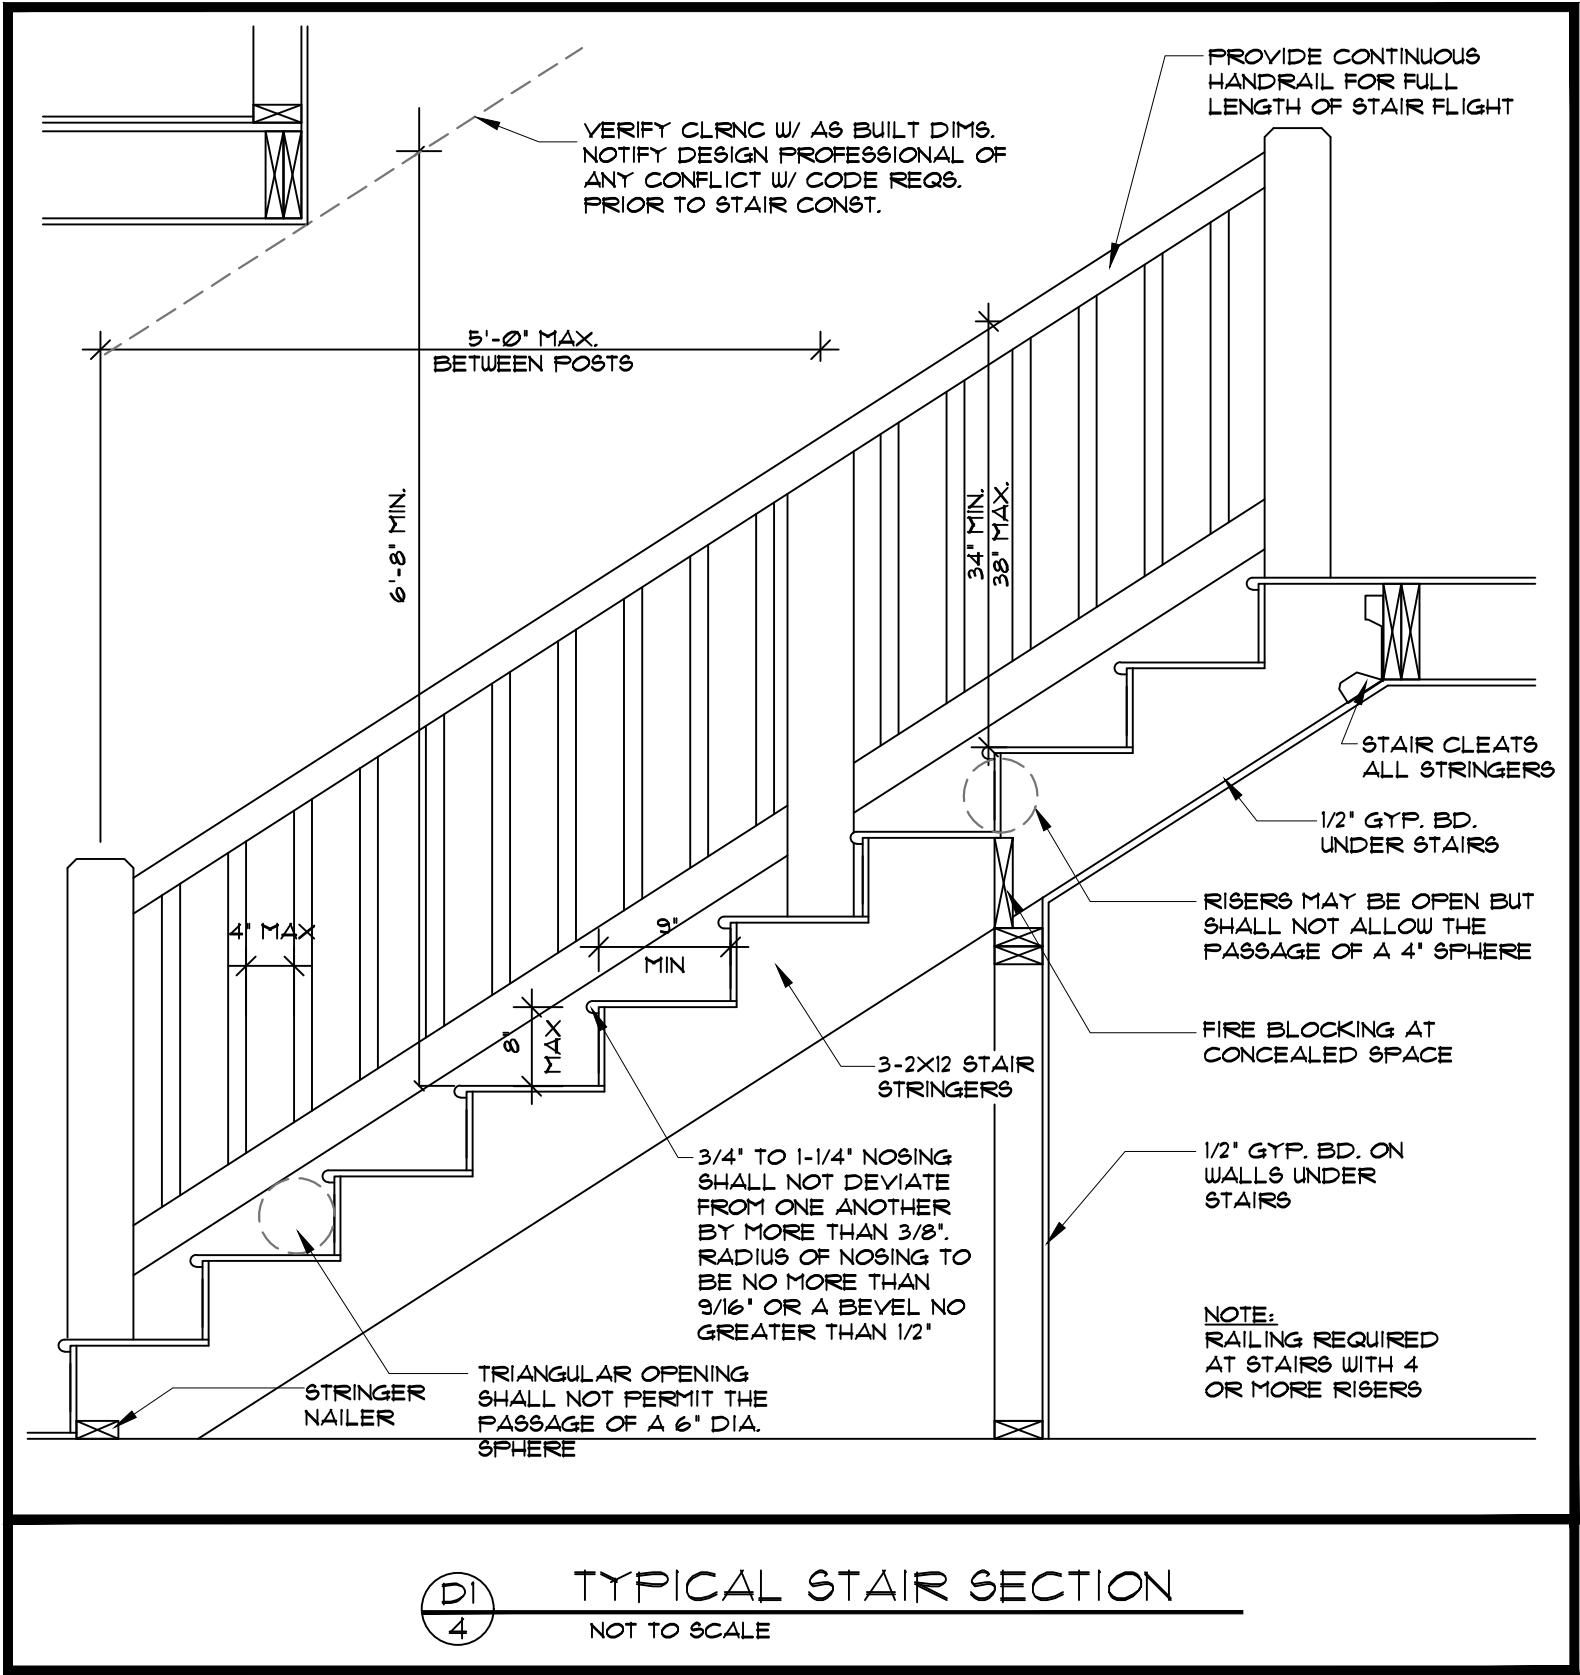 PROVIDE CONTINUOUS
HANDRAIL FOR FULL
LENGTH OF STAIR FLIGHT
VERIFY CLRNC W/ AS BUILT DIMS.
NOTIFY DESIGN PROFESSIONAL OF
ANY CONFLICT W/ CODE REQS.
PRIOR TO STAIR CONST.
5'-0" MAX.
BETWEEN POSTS
6'-8" MIN.
34" MIN.
38" MAX.
STAIR CLEATS
ALL STRINGERS
1/2" GYP. BD.
UNDER STAIRS
RISERS MAY BE OPEN BUT
SHALL NOT ALLOW THE
PASSAGE OF A 4" SPHERE
4" MAX
9"
MIN
8"
MAX
FIRE BLOCKING AT
CONCEALED SPACE
3-2X12 STAIR
STRINGERS
3/4" TO 1-1/4" NOSING
SHALL NOT DEVIATE
FROM ONE ANOTHER
BY MORE THAN 3/8".
RADIUS OF NOSING TO
BE NO MORE THAN
9/16" OR A BEVEL NO
GREATER THAN 1/2"
1/2" GYP. BD. ON
WALLS UNDER
STAIRS
NOTE:
RAILING REQUIRED
AT STAIRS WITH 4
OR MORE RISERS
STRINGER
NAILER
TRIANGULAR OPENING
SHALL NOT PERMIT THE
PASSAGE OF A 6" DIA.
SPHERE
D1
4
TYPICAL STAIR SECTION
NOT TO SCALE